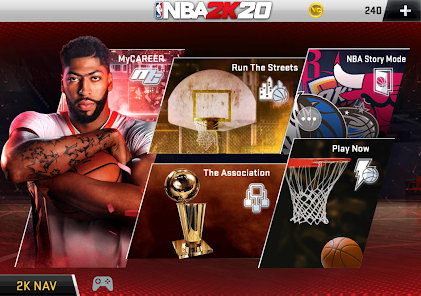 NBA2K20
VC
240 +
MyCAREER
Run The Streets
NBA Story Mode
The Association
Play Now
2K NAV